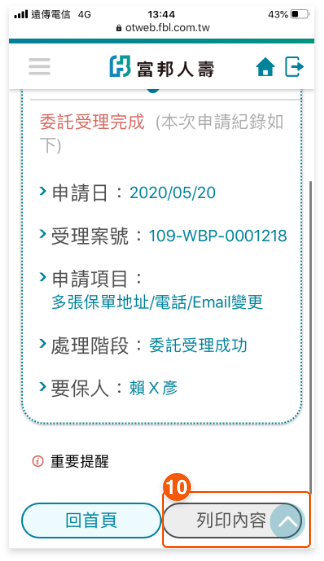 遠傳電信 4G 13:44 43%
otweb.fbl.com.tw
富邦人壽
委託受理完成 (本次申請紀錄如
下)
申請日：2020/05/20
受理案號：109-WBP-0001218
申請項目：
多張保單地址/電話/Email變更
處理階段：委託受理成功
要保人：賴X彥
重要提醒
10
回首頁 列印內容